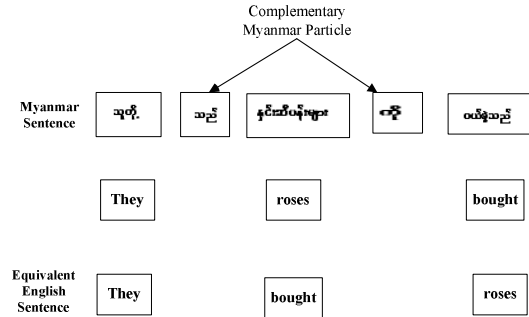 Complementary
Myanmar Particle
Myanmar
Sentence
သူတို့ သည် နှင်းဆီပန်းများ ကို ဝယ်ခဲ့သည်
They roses bought
Equivalent
English
Sentence
They bought roses